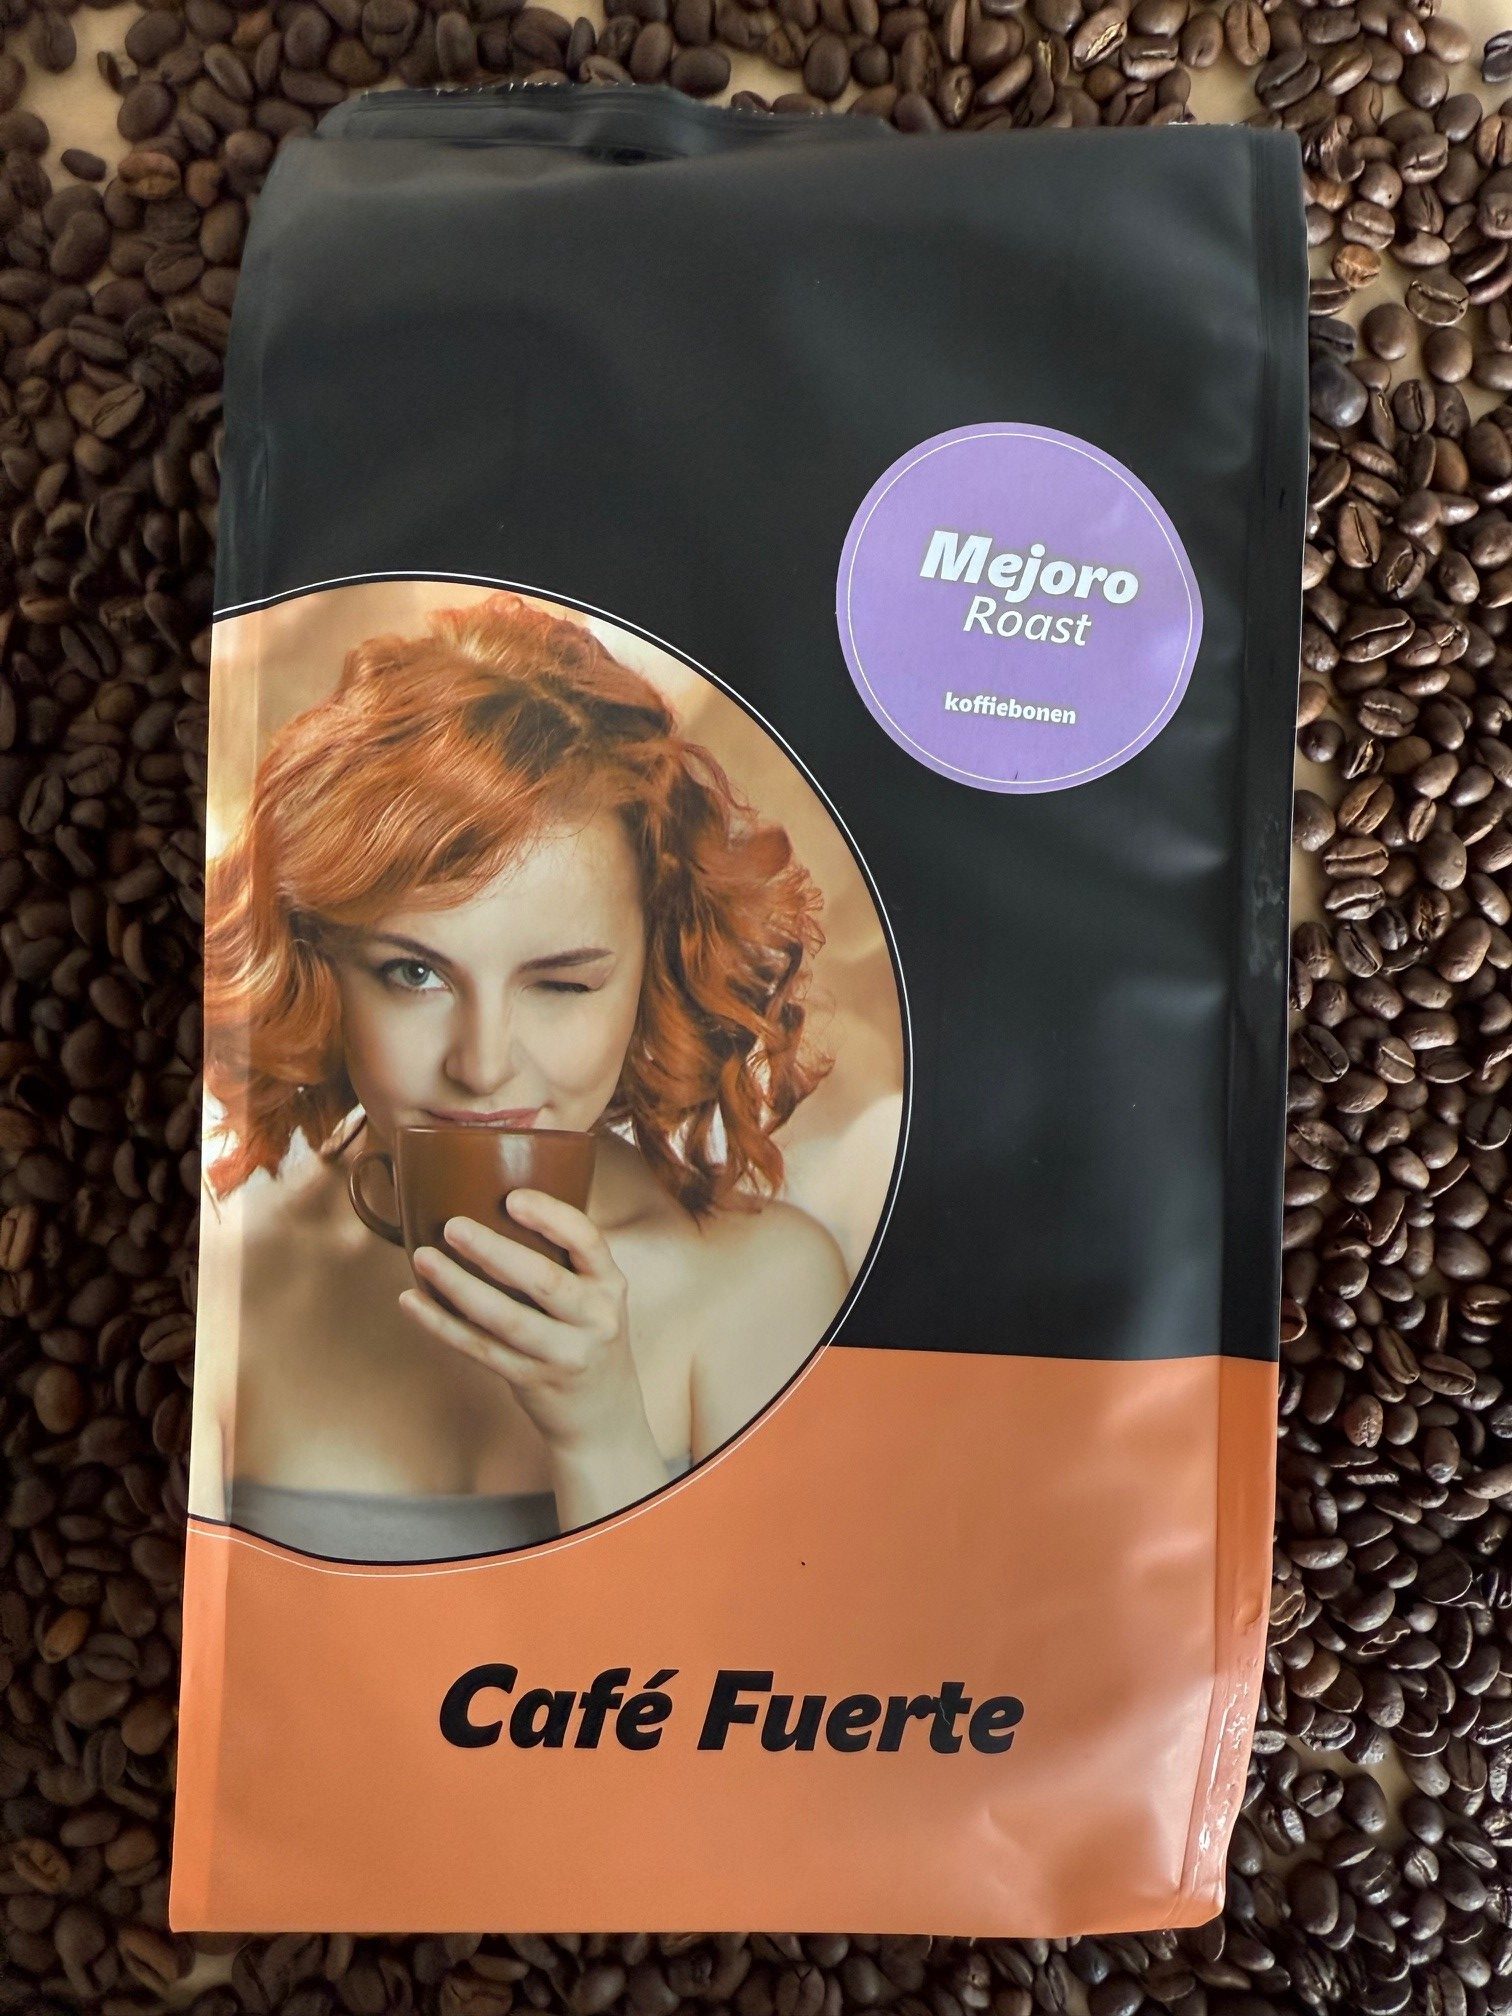 Mejoro
Roast
koffiebonen
Café Fuerte